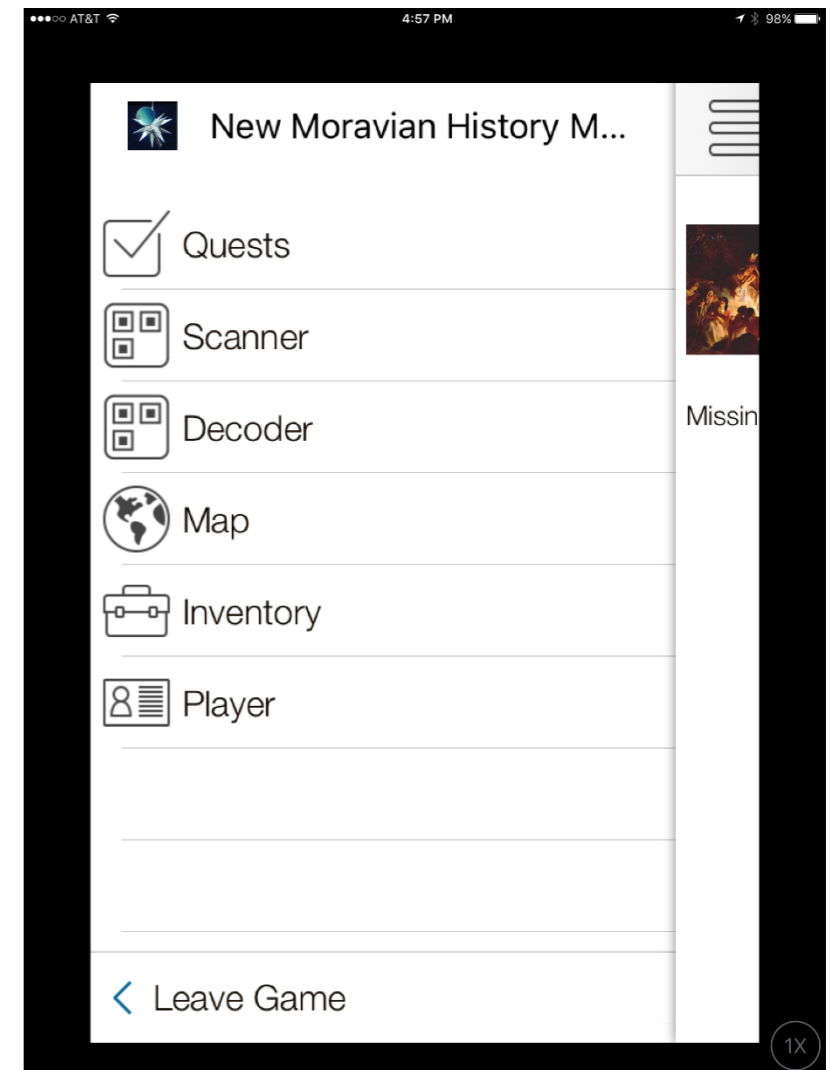 AT&T 4:57 PM 98%
New Moravian History M...
Quests
Scanner
Decoder
Map
Missin
Inventory
Player
Leave Game
1X